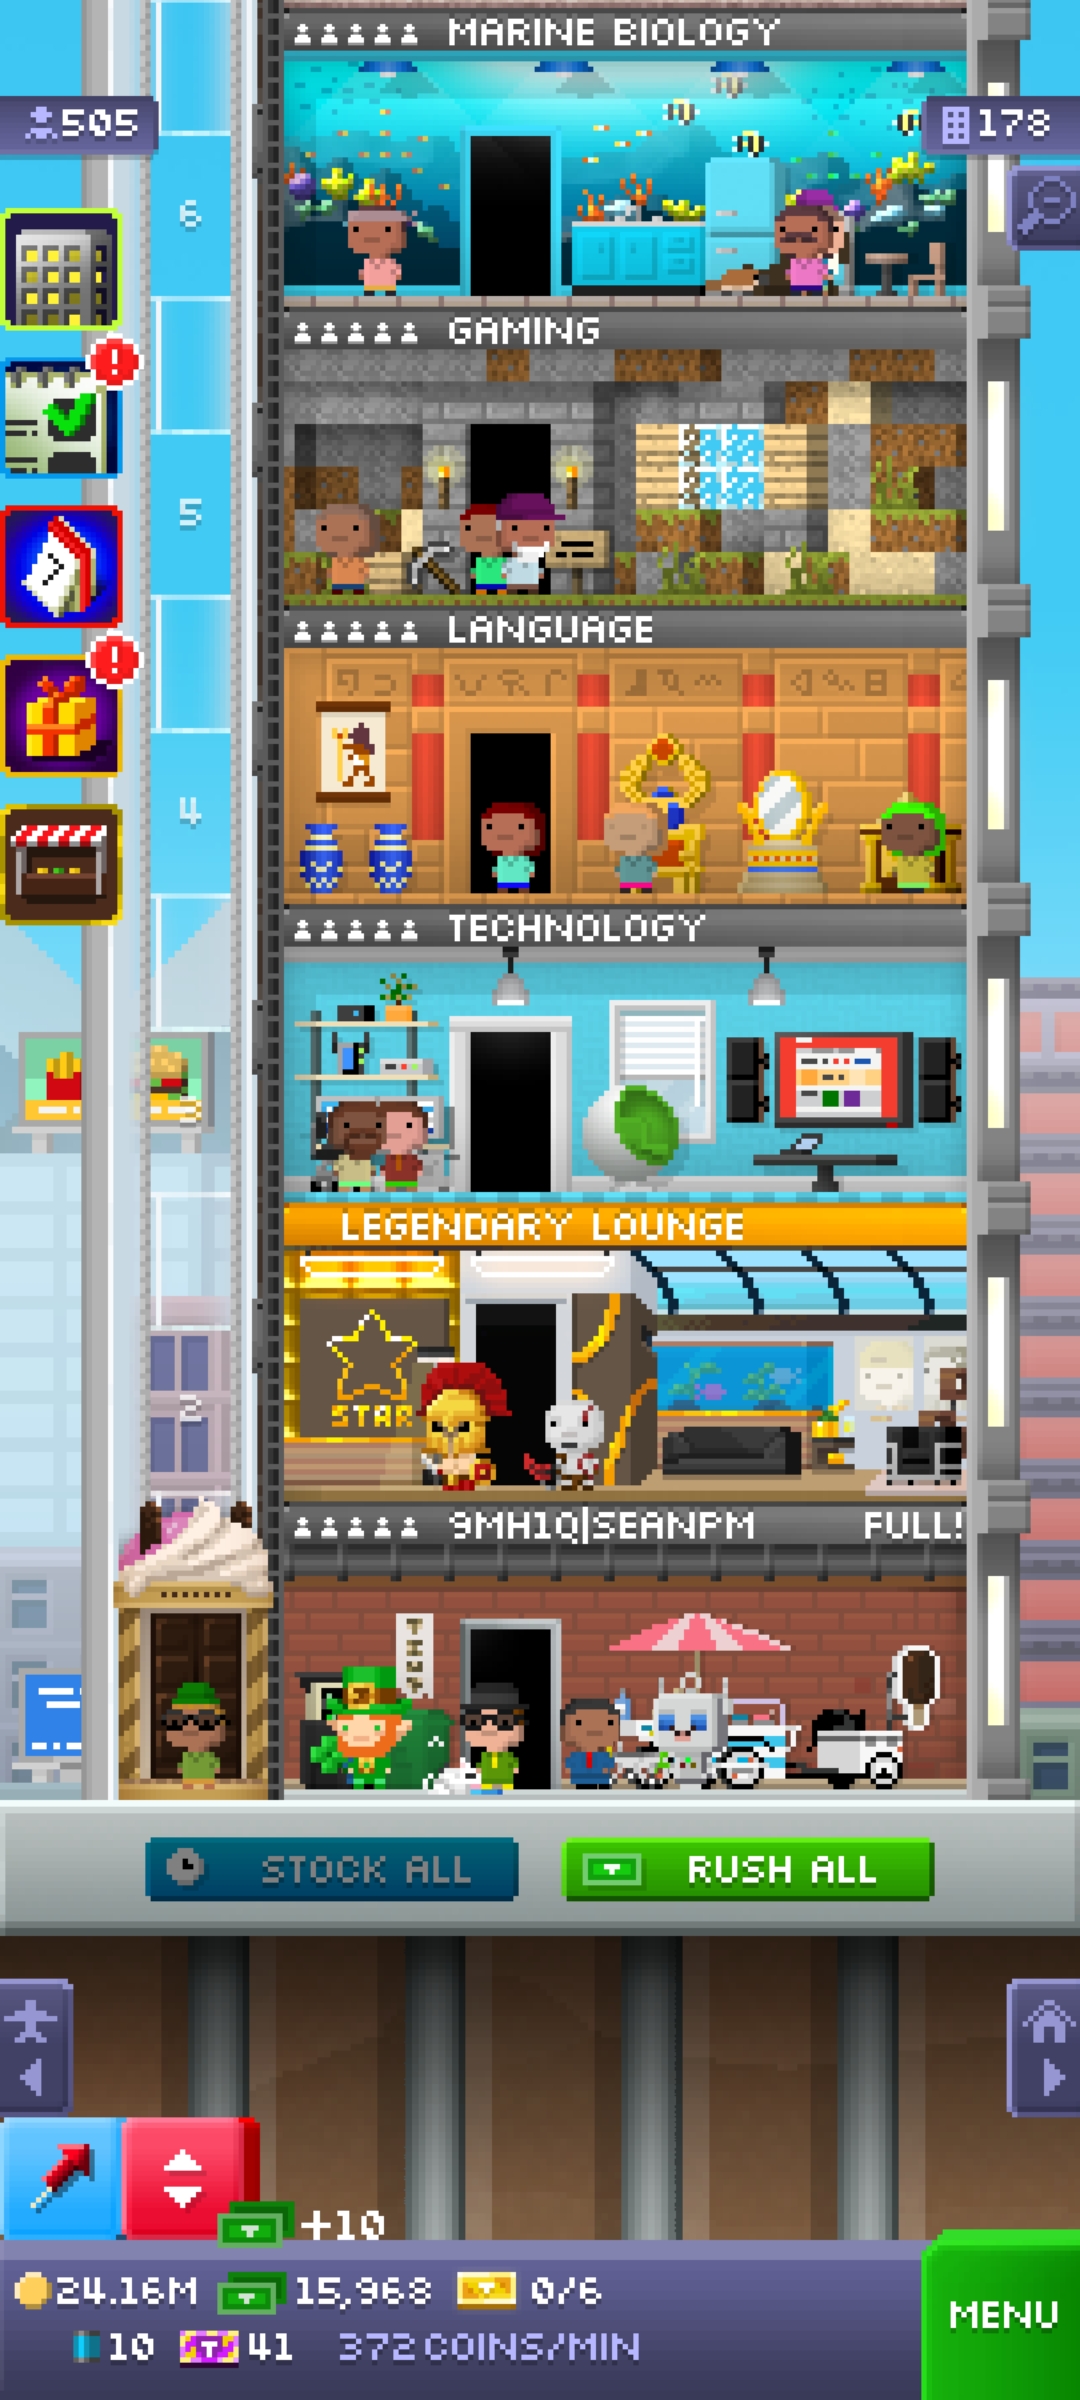 MARINE BIOLOGY
505
178
6
GAMING
7
5
LANGUAGE
4
TECHNOLOGY
LEGENDARY LOUNGE
STAR
2
9MH1Q|SEANPM FULL!
STOCK ALL
RUSH ALL
+10
24.16M 15,968 0/6
MENU
10 41 372 COINS/MIN